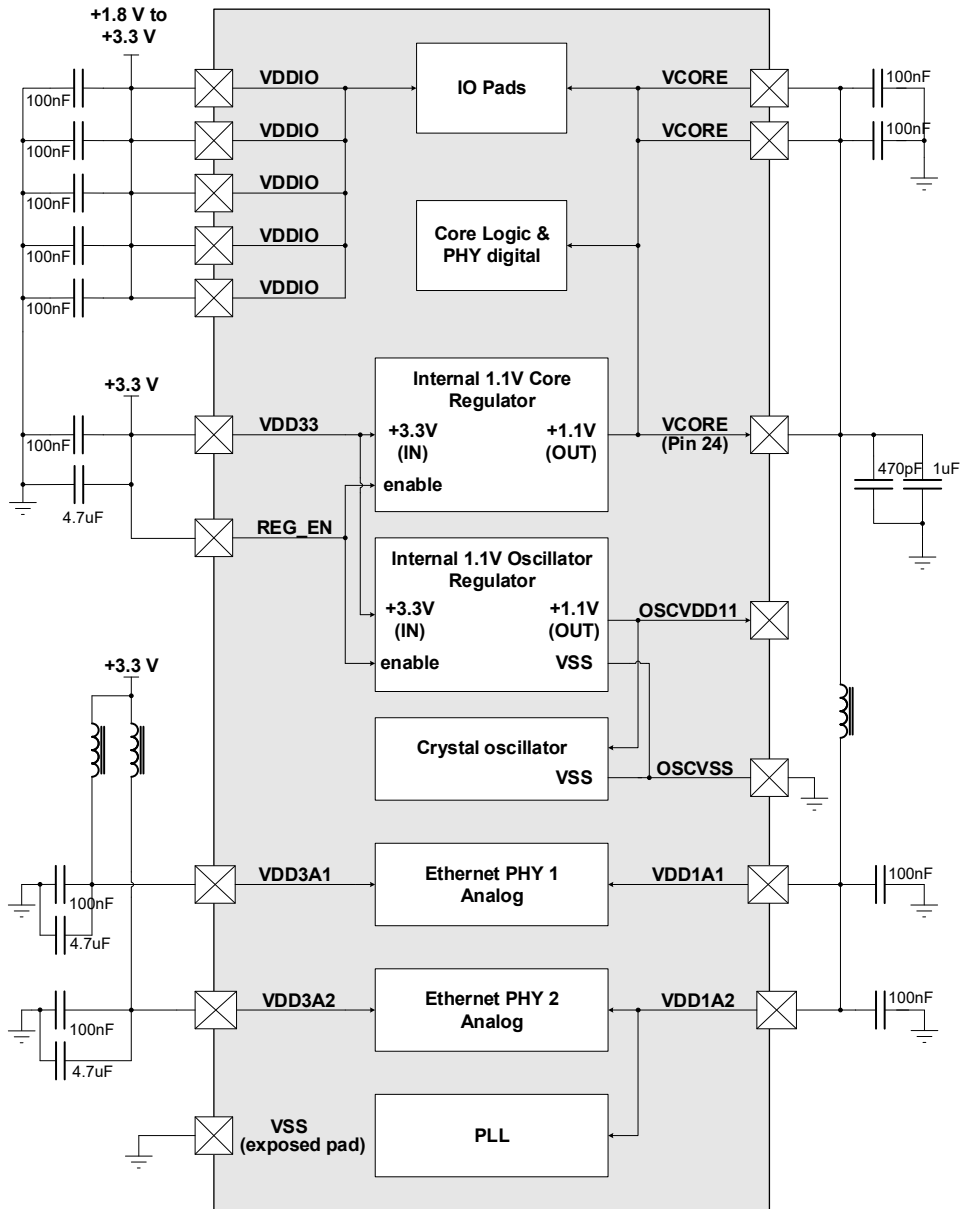 +1.8 V to
+3.3 V
100nF
VDDIO
IO Pads
VCORE
100nF
100nF
VDDIO
VCORE
100nF
100nF
VDDIO
100nF
VDDIO
Core Logic &
PHY digital
100nF
VDDIO
+3.3 V
Internal 1.1V Core
Regulator
100nF
VDD33
+3.3V
(IN)
+1.1V
(OUT)
VCORE
(Pin 24)
enable
4.7uF
470pF
1uF
REG_EN
Internal 1.1V Oscillator
Regulator
+3.3V
(IN)
+1.1V
(OUT)
OSCVDD11
enable
VSS
+3.3 V
Crystal oscillator
VSS
OSCVSS
100nF
4.7uF
VDD3A1
Ethernet PHY 1
Analog
VDD1A1
100nF
100nF
4.7uF
VDD3A2
Ethernet PHY 2
Analog
VDD1A2
100nF
VSS
(exposed pad)
PLL